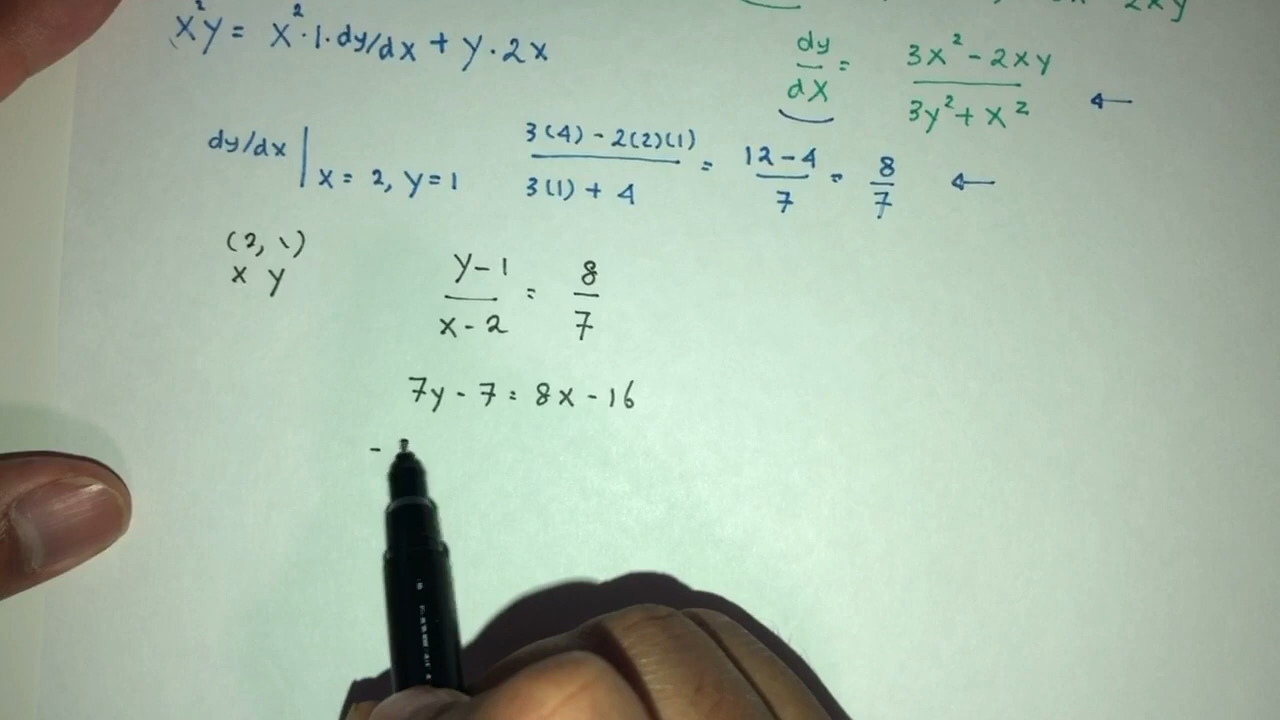 2xy
x²y = x²·1·dy/dx + y·2x
dy/dx = 3x² - 2xy / 3y² + x² ←
dy/dx | x = 2, y = 1 3(4) - 2(2)(1) / 3(1) + 4 = 12 - 4 / 7 = 8/7 ←
(2, 1)
x y
y - 1 / x - 2 = 8/7
7y - 7 = 8x - 16
-